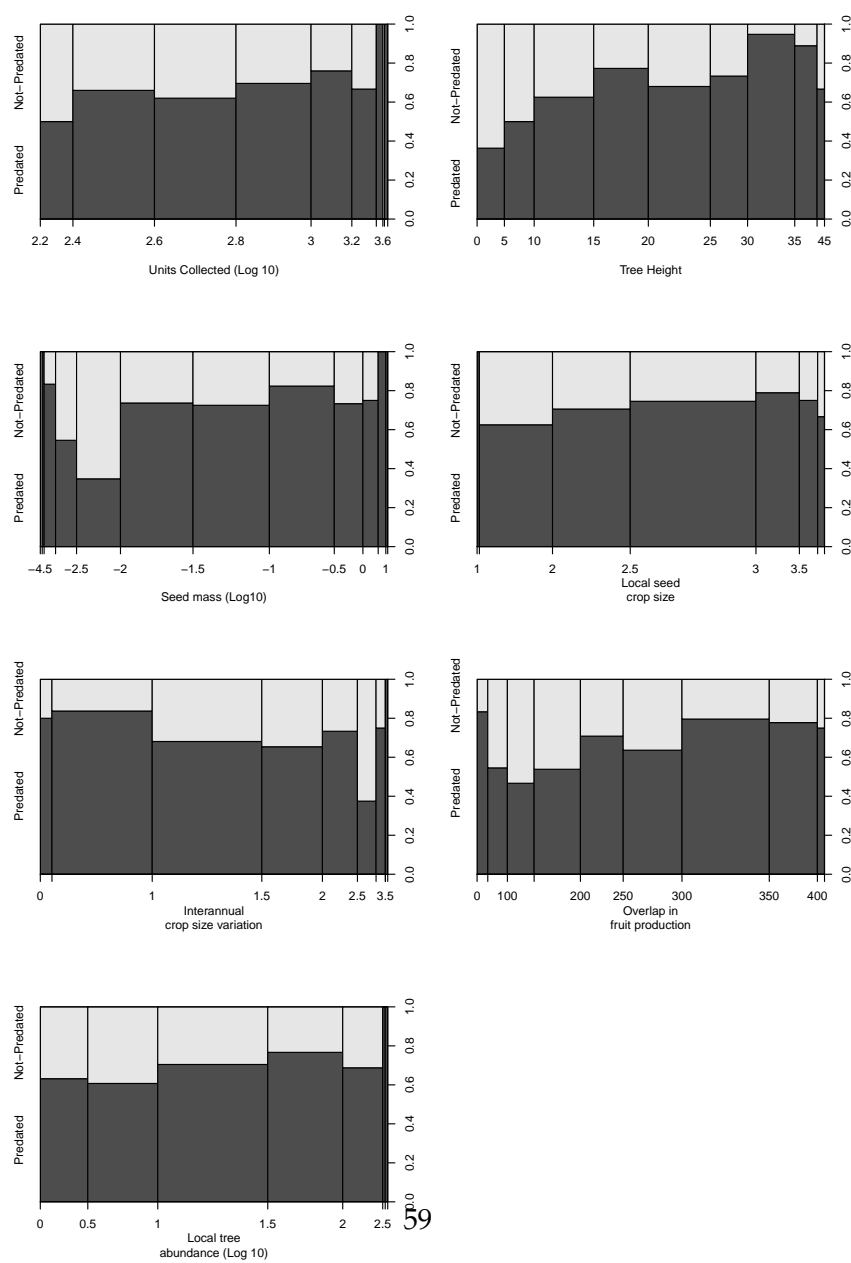 Not−Predated
Predated
0.0 0.2 0.4 0.6 0.8 1.0
2.2 2.4 2.6 2.8 3 3.2 3.6
Units Collected (Log 10)
Not−Predated
Predated
0.0 0.2 0.4 0.6 0.8 1.0
0 5 10 15 20 25 30 35 45
Tree Height
Not−Predated
Predated
0.0 0.2 0.4 0.6 0.8 1.0
−4.5 −2.5 −2 −1.5 −1 −0.5 0 1
Seed mass (Log10)
Not−Predated
Predated
0.0 0.2 0.4 0.6 0.8 1.0
1 2 2.5 3 3.5
Local seed
crop size
Not−Predated
Predated
0.0 0.2 0.4 0.6 0.8 1.0
0 1 1.5 2 2.5 3.5
Interannual
crop size variation
Not−Predated
Predated
0.0 0.2 0.4 0.6 0.8 1.0
0 100 200 250 300 350 400
Overlap in
fruit production
Not−Predated
Predated
0.0 0.2 0.4 0.6 0.8 1.0
0 0.5 1 1.5 2 2.5
Local tree
abundance (Log 10)
59